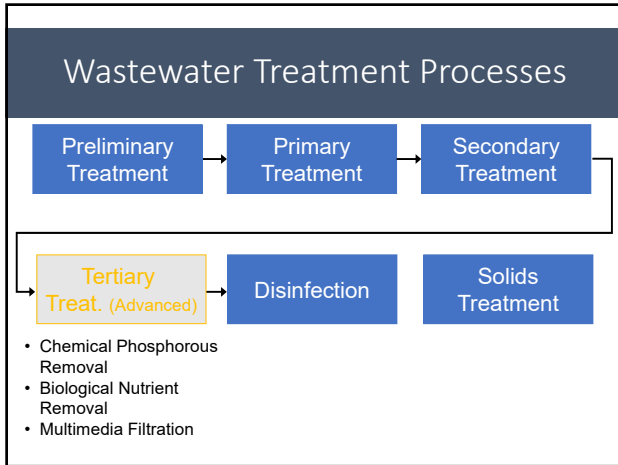 Wastewater Treatment Processes
Preliminary
Treatment
Primary
Treatment
Secondary
Treatment
Tertiary
Treat. (Advanced)
Disinfection
Solids
Treatment
• Chemical Phosphorous
Removal
• Biological Nutrient
Removal
• Multimedia Filtration